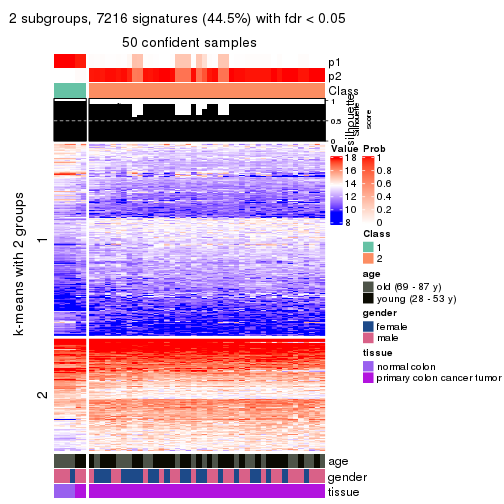 2 subgroups, 7216 signatures (44.5%) with fdr < 0.05
50 confident samples
p1
p2
Class
silhouette
1
0.5
0
silhouette
score
k-means with 2 groups
1
2
Value
18
16
14
12
10
8
Prob
1
0.8
0.6
0.4
0.2
0
Class
1
2
age
old (69 - 87 y)
young (28 - 53 y)
gender
female
male
tissue
normal colon
primary colon cancer tumor
age
gender
tissue